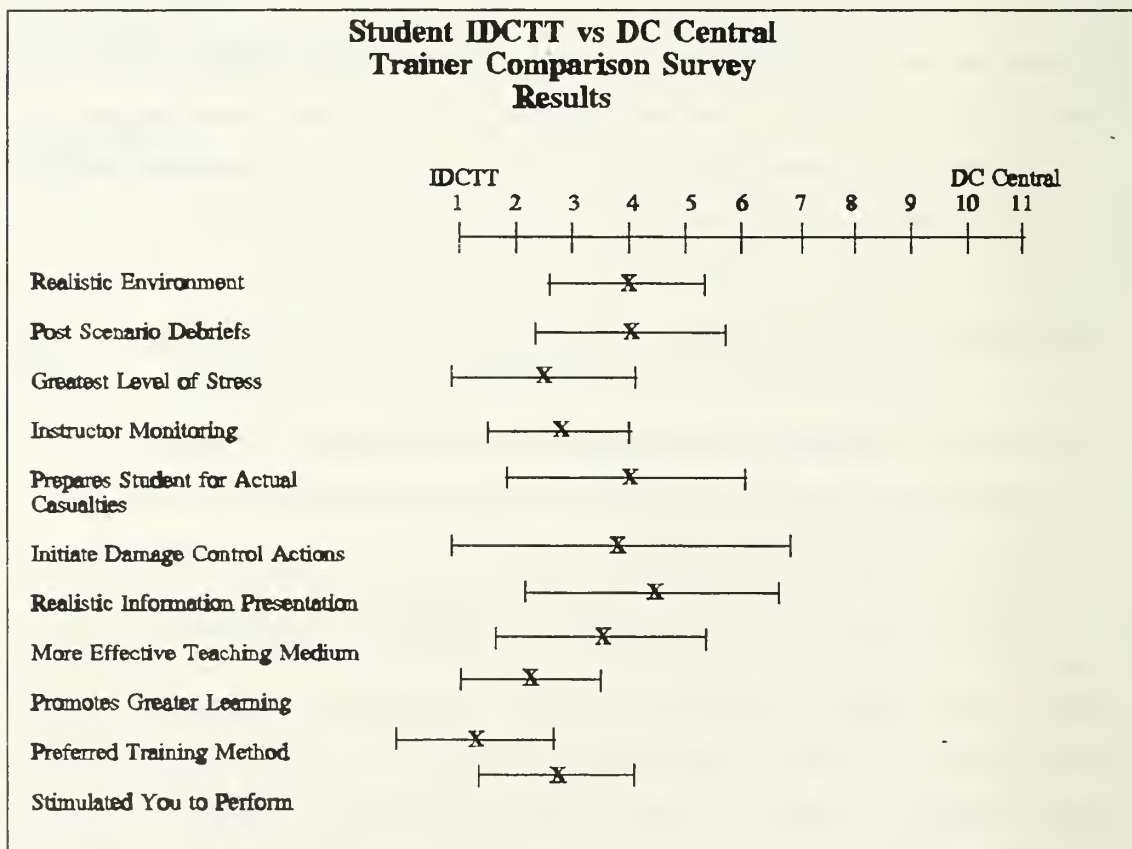 Student IDCTT vs DC Central
Trainer Comparison Survey
Results
IDCTT DC Central
1 2 3 4 5 6 7 8 9 10 11
Realistic Environment X
Post Scenario Debriefs X
Greatest Level of Stress X
Instructor Monitoring X
Prepares Student for Actual X
Casualties
Initiate Damage Control Actions X
Realistic Information Presentation X
More Effective Teaching Medium X
Promotes Greater Learning X
Preferred Training Method X
Stimulated You to Perform X